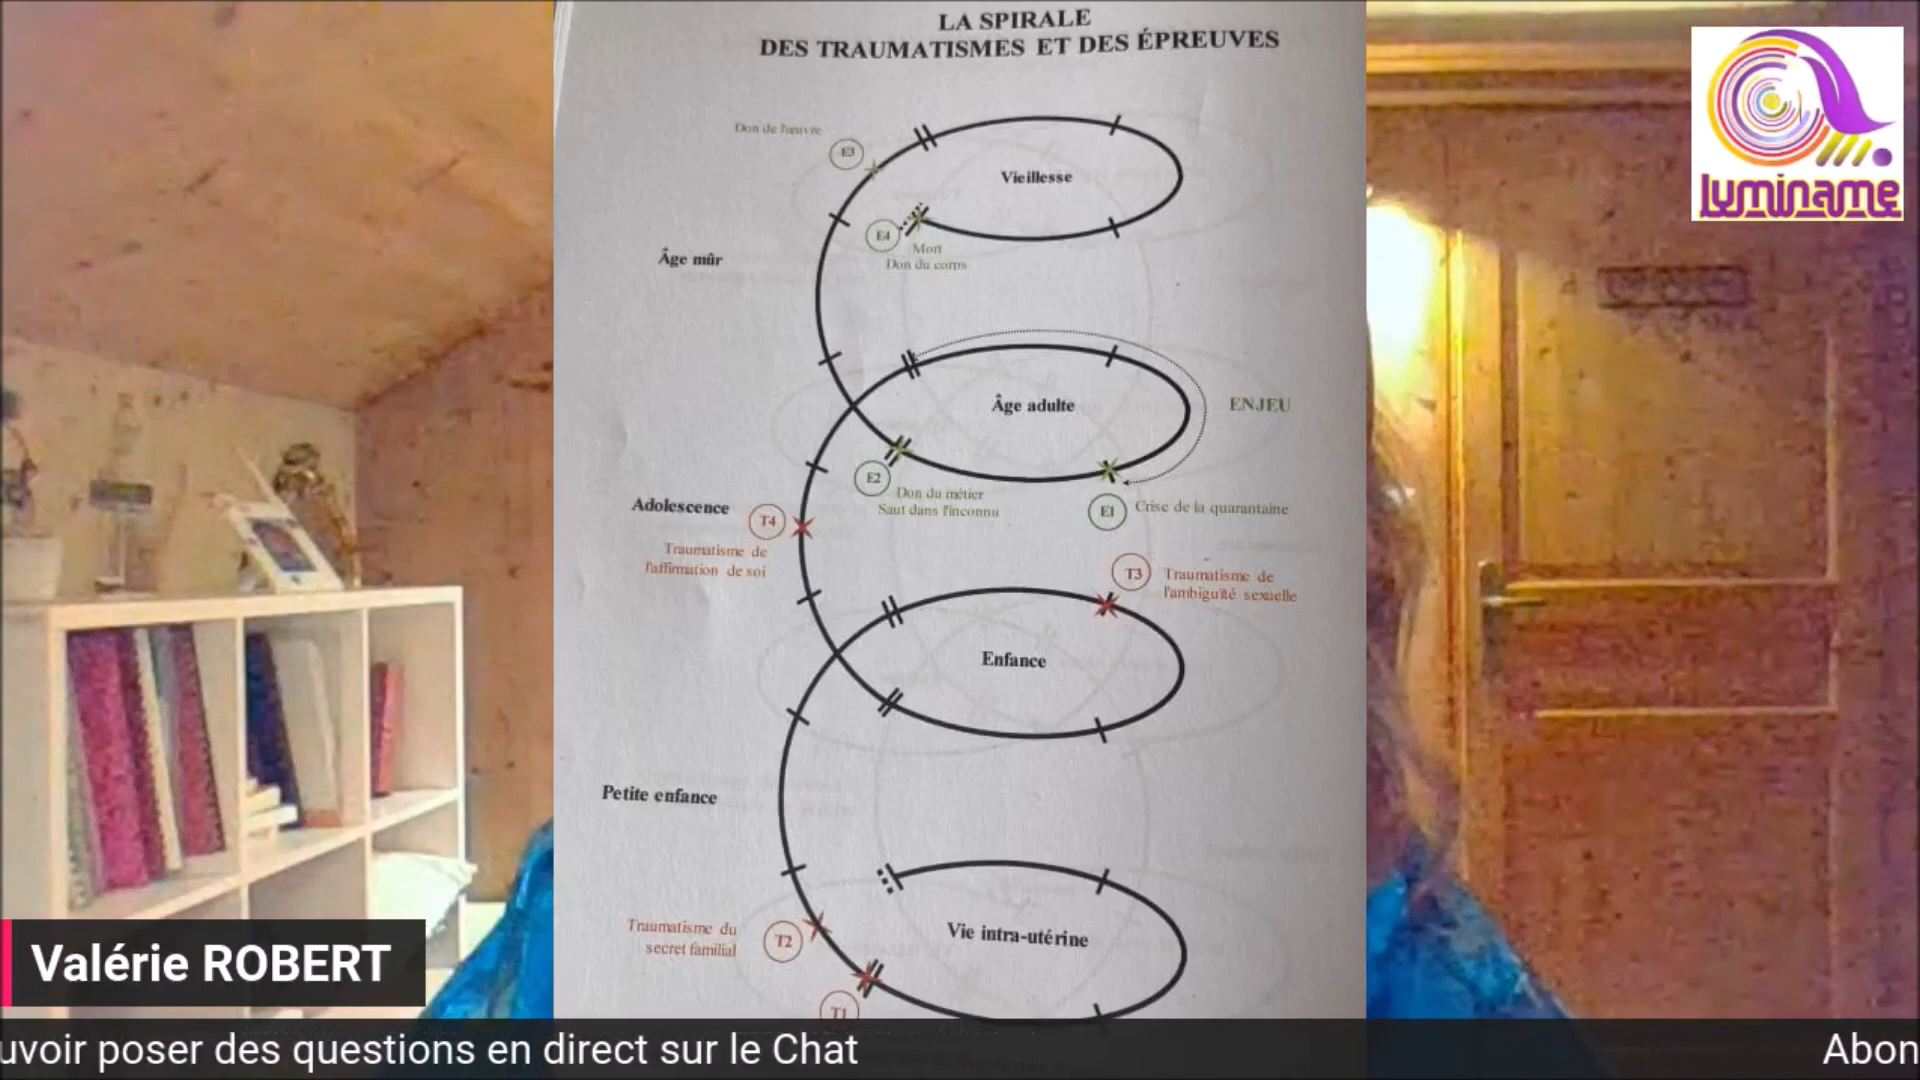 LA SPIRALE
DES TRAUMATISMES ET DES ÉPREUVES
Don de l'œuvre
E3
Vieillesse
E4
Mort
Don du corps
Âge mûr
Âge adulte
ENJEU
E2
Don du métier
Saut dans l'inconnu
E1
Crise de la quarantaine
Adolescence
T4
Traumatisme de
l'affirmation de soi
T3
Traumatisme de
l'ambiguïté sexuelle
Enfance
Petite enfance
Vie intra-utérine
Traumatisme du
secret familial
T2
T1
luminame
Valérie ROBERT
uvoir poser des questions en direct sur le Chat
Abon